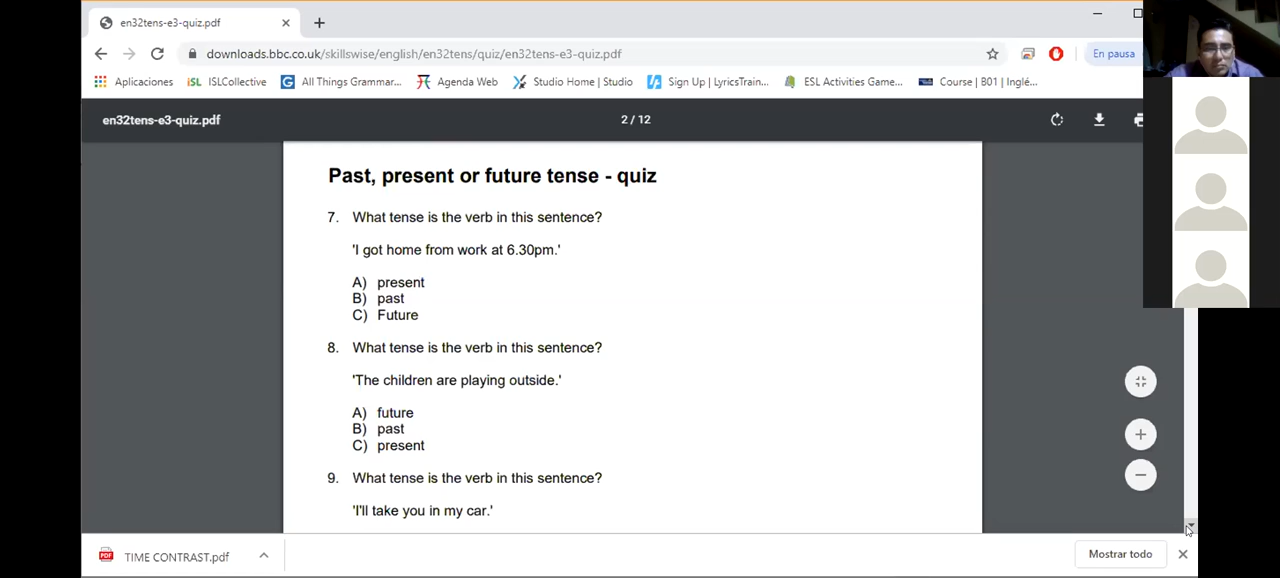 en32tens-e3-quiz.pdf
downloads.bbc.co.uk/skillswise/english/en32tens/quiz/en32tens-e3-quiz.pdf
En pausa
Aplicaciones iSL ISLCollective G All Things Grammar... Agenda Web Studio Home | Studio Sign Up | LyricsTrain... ESL Activities Game... Course | B01 | Inglé...
en32tens-e3-quiz.pdf 2 / 12
Past, present or future tense - quiz
7. What tense is the verb in this sentence?
'I got home from work at 6.30pm.'
A) present
B) past
C) Future
8. What tense is the verb in this sentence?
'The children are playing outside.'
A) future
B) past
C) present
9. What tense is the verb in this sentence?
'I'll take you in my car.'
PDF TIME CONTRAST.pdf Mostrar todo